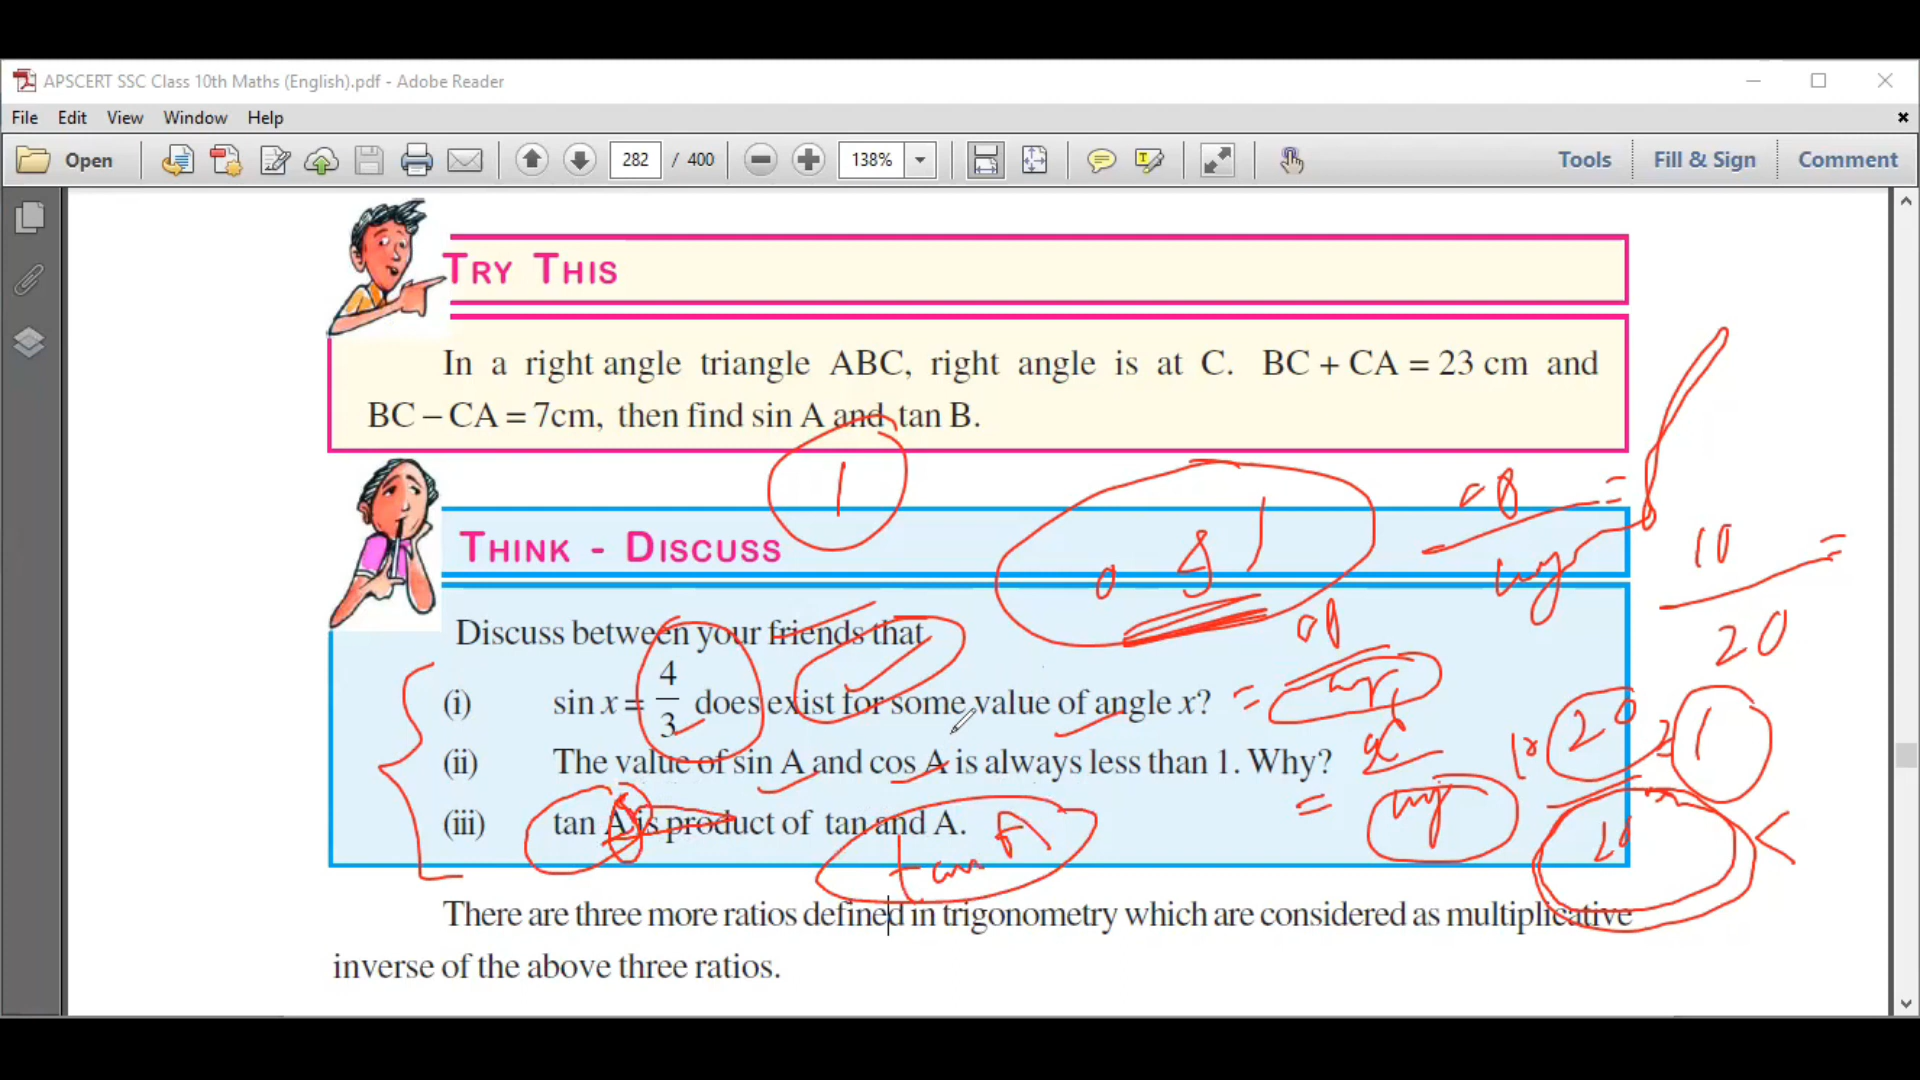 APSCERT SSC Class 10th Maths (English).pdf - Adobe Reader
File Edit View Window Help
Open 282 / 400 138% Tools Fill & Sign Comment
TRY THIS
In a right angle triangle ABC, right angle is at C. BC + CA = 23 cm and
BC – CA = 7cm, then find sin A and tan B.
1
THINK - DISCUSS
Discuss between your friends that
(i) sin x = 4/3 does exist for some value of angle x?
(ii) The value of sin A and cos A is always less than 1. Why?
(iii) tan A is product of tan and A.
tan A
10
20
=
There are three more ratios defined in trigonometry which are considered as multiplicative
inverse of the above three ratios.